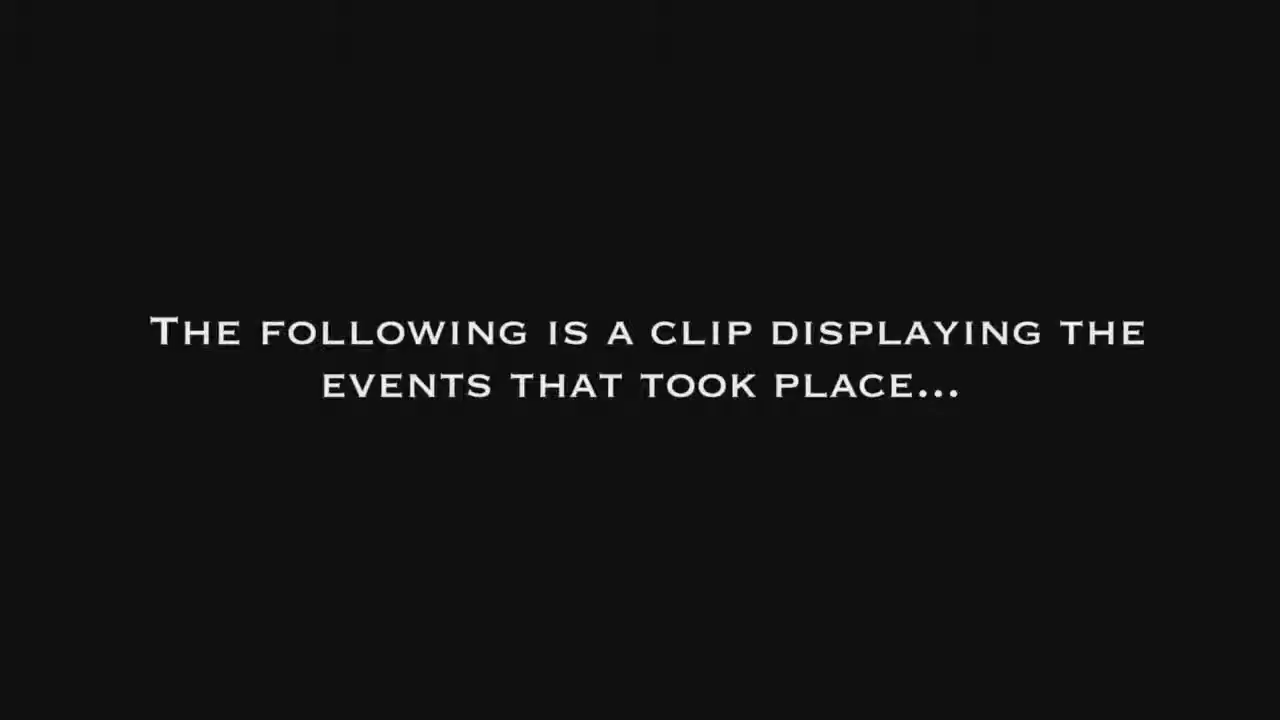 The following is a clip displaying the
events that took place...